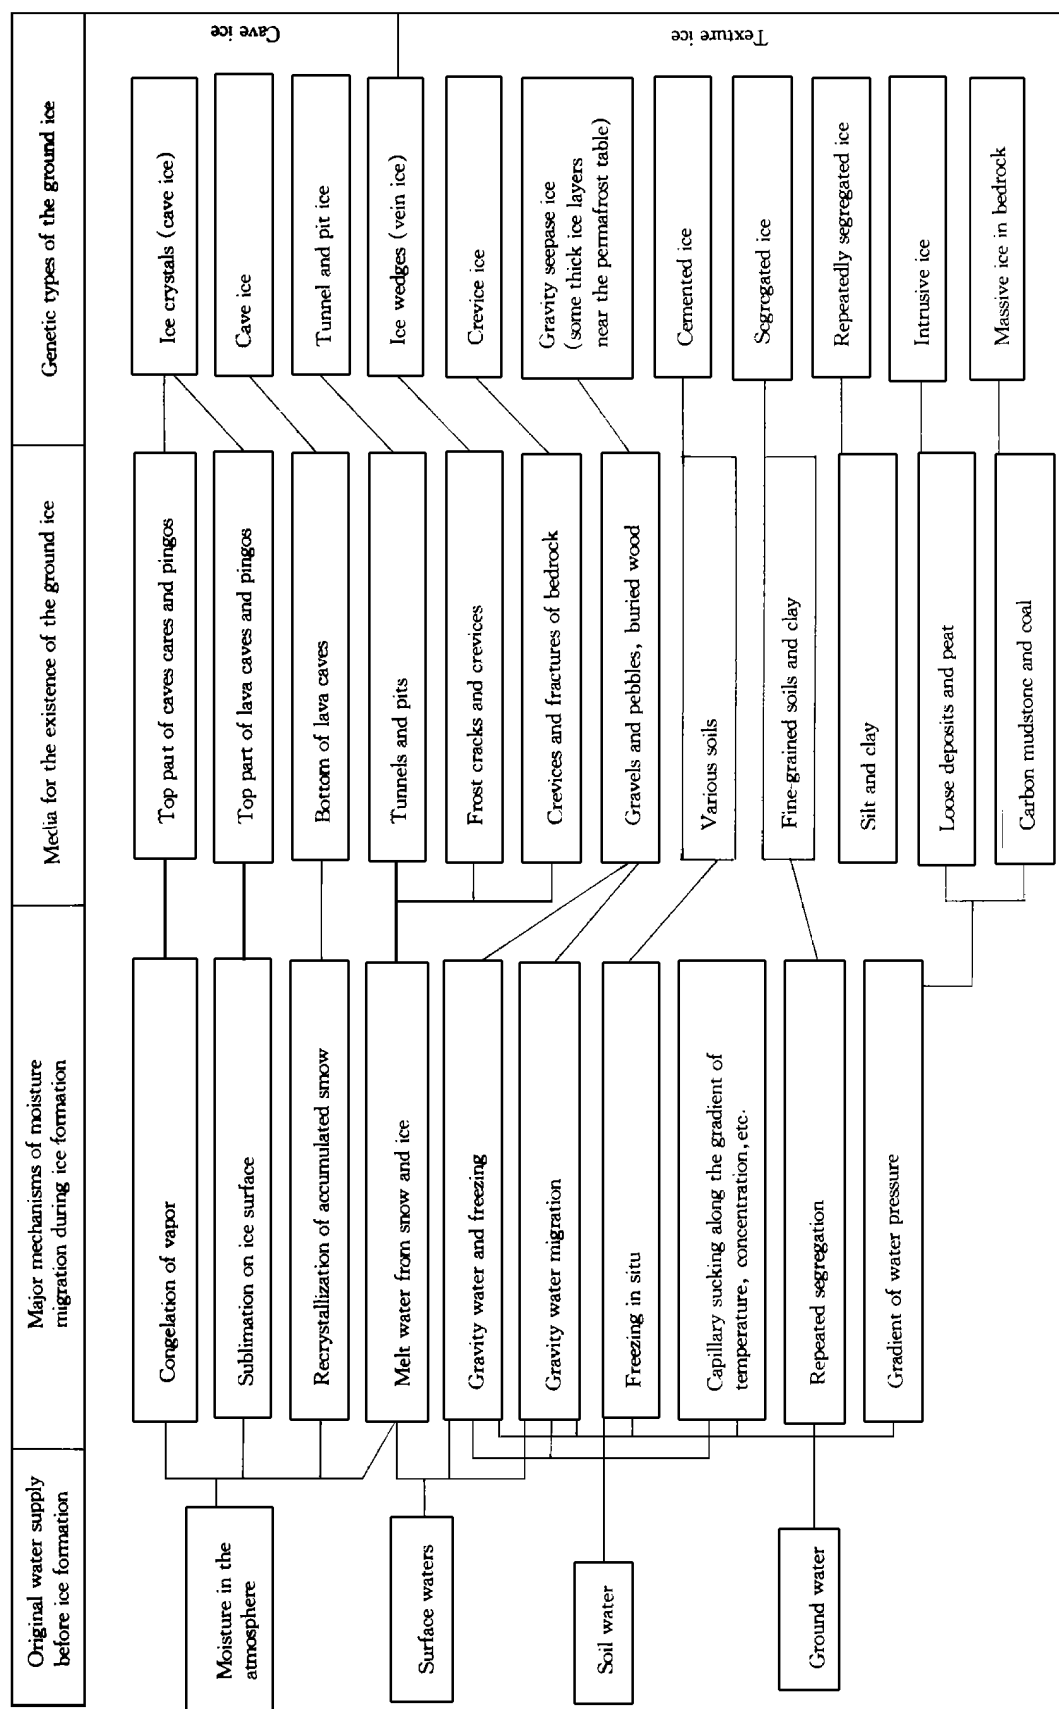 Original water supply
before ice formation
Major mechanisms of moisture
migration during ice formation
Media for the existence of the ground ice
Genetic types of the ground ice
Moisture in the
atmosphere
Surface waters
Soil water
Ground water
Congelation of vapor
Sublimation on ice surface
Recrystallization of accumulated smow
Melt water from snow and ice
Gravity water and freezing
Gravity water migration
Freezing in situ
Capillary sucking along the gradient of
temperature, concentration, etc.
Repeated segregation
Gradient of water pressure
Top part of caves cares and pingos
Top part of lava caves and pingos
Bottom of lava caves
Tunnels and pits
Frost cracks and crevices
Crevices and fractures of bedrock
Gravels and pebbles, buried wood
Various soils
Fine-grained soils and clay
Silt and clay
Loose deposits and peat
Carbon mudstone and coal
Ice crystals (cave ice)
Cave ice
Tunnel and pit ice
Ice wedges (vein ice)
Crevice ice
Gravity seepase ice
(some thick ice layers
near the permafrost table)
Cemented ice
Segregated ice
Repeatedly segregated ice
Intrusive ice
Massive ice in bedrock
Cave ice
Texture ice